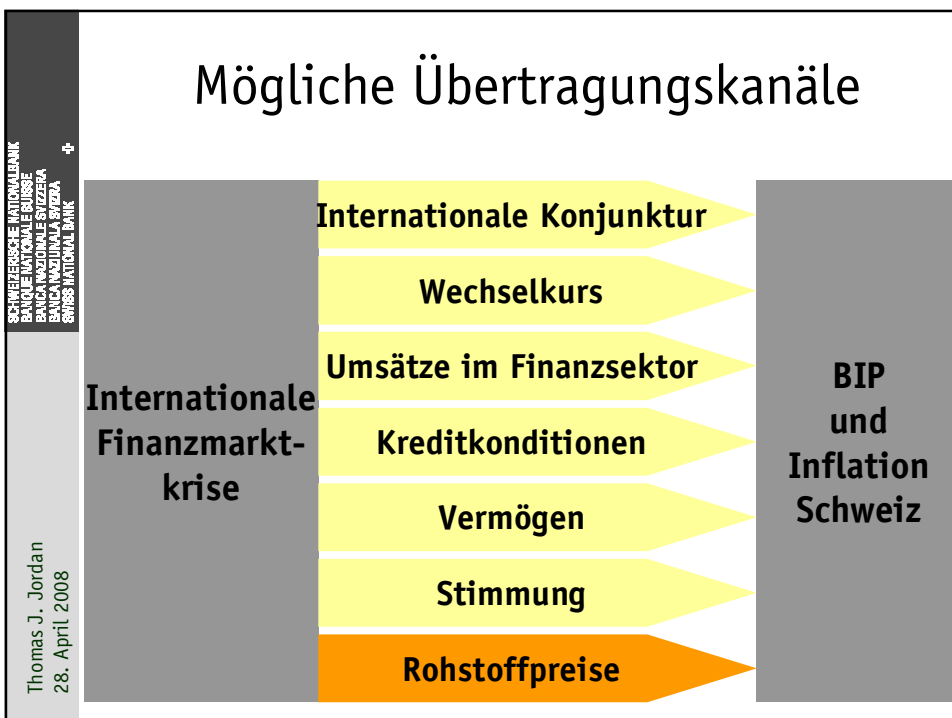 Mögliche Übertragungskanäle
SCHWEIZERISCHE NATIONALBANK
BANQUE NATIONALE SUISSE
BANCA NAZIONALE SVIZZERA
BANCA NAZIUNALA SVIZRA
SWISS NATIONAL BANK
Thomas J. Jordan
28. April 2008
Internationale
Finanzmarkt-
krise
Internationale Konjunktur
Wechselkurs
Umsätze im Finanzsektor
Kreditkonditionen
Vermögen
Stimmung
Rohstoffpreise
BIP
und
Inflation
Schweiz